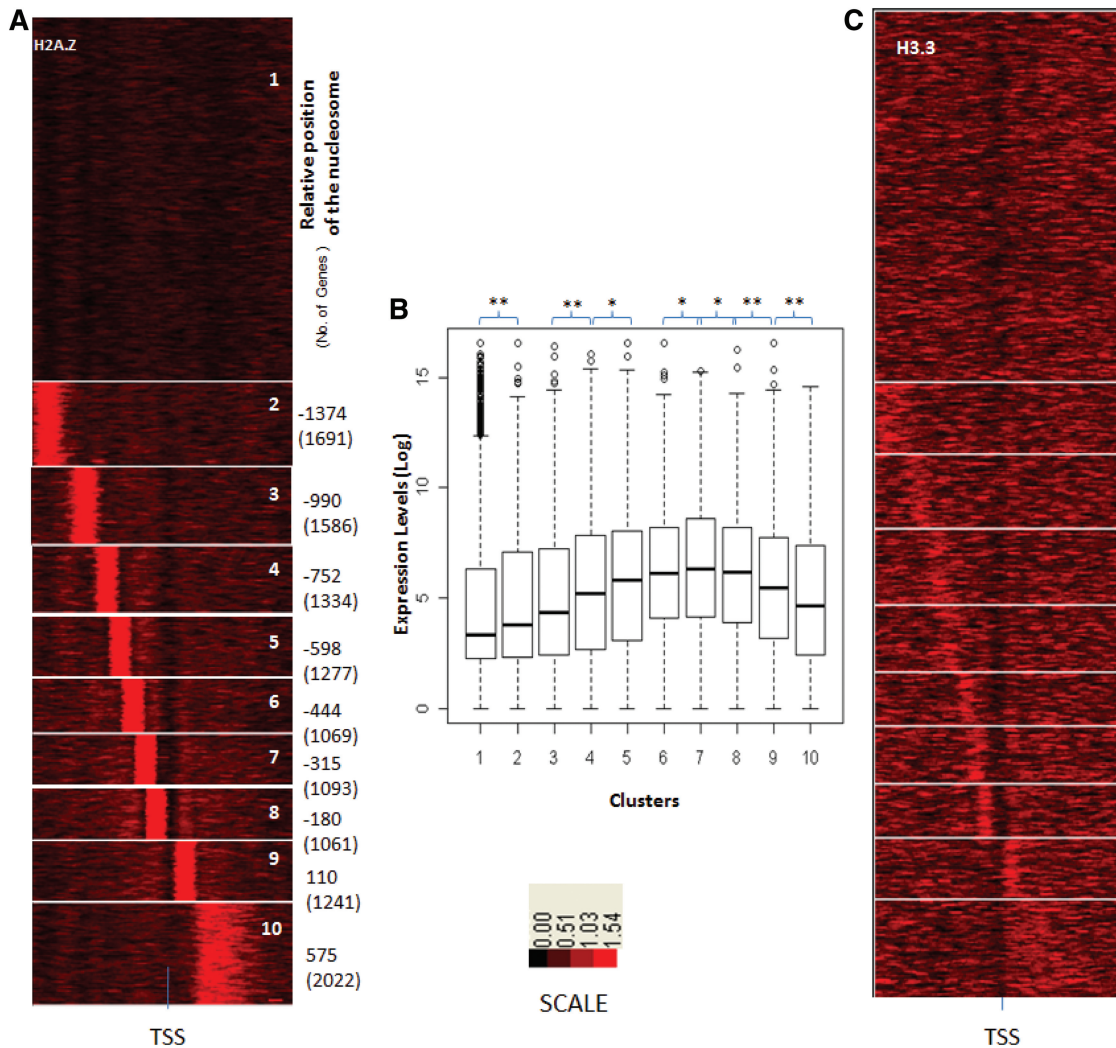 A
H2A.Z
1
Relative position
of the nucleosome
(No. of Genes )
2
-1374
(1691)
3
-990
(1586)
4
-752
(1334)
5
-598
(1277)
6
-444
(1069)
7
-315
(1093)
8
-180
(1061)
9
110
(1241)
10
575
(2022)
TSS
B
** ** * * * ** **
Expression Levels (Log)
15
10
5
0
1 2 3 4 5 6 7 8 9 10
Clusters
0.00
0.51
1.03
1.54
SCALE
C
H3.3
TSS